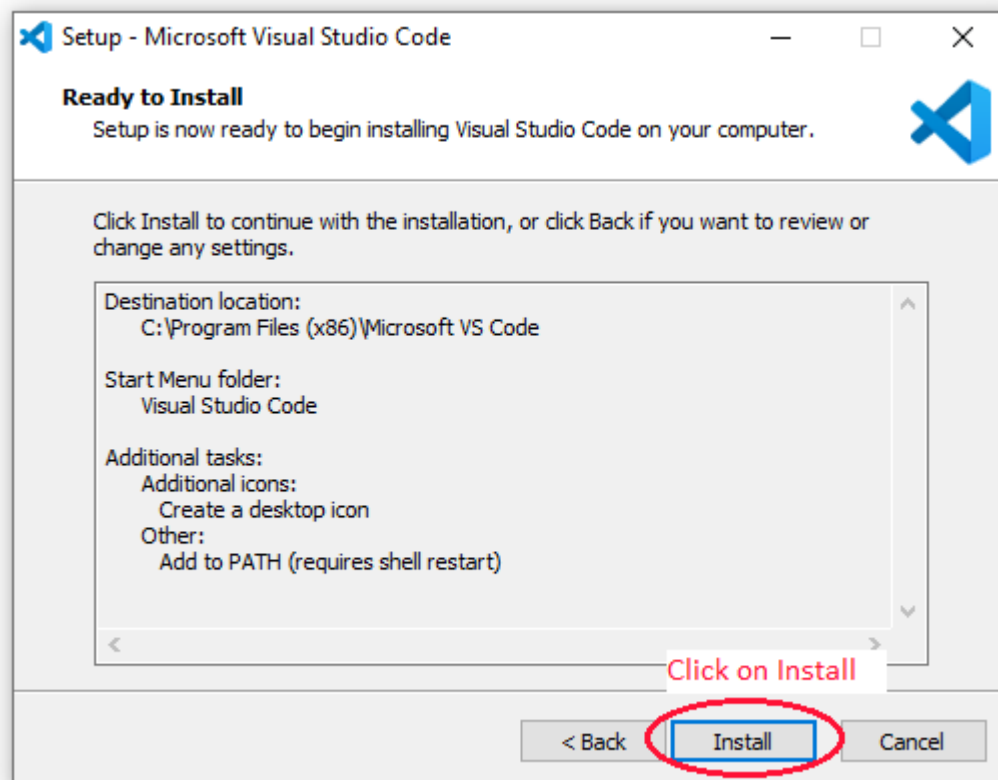 Setup - Microsoft Visual Studio Code
Ready to Install
Setup is now ready to begin installing Visual Studio Code on your computer.
Click Install to continue with the installation, or click Back if you want to review or
change any settings.
Destination location:
C:\Program Files (x86)\Microsoft VS Code
Start Menu folder:
Visual Studio Code
Additional tasks:
Additional icons:
Create a desktop icon
Other:
Add to PATH (requires shell restart)
Click on Install
< Back Install Cancel